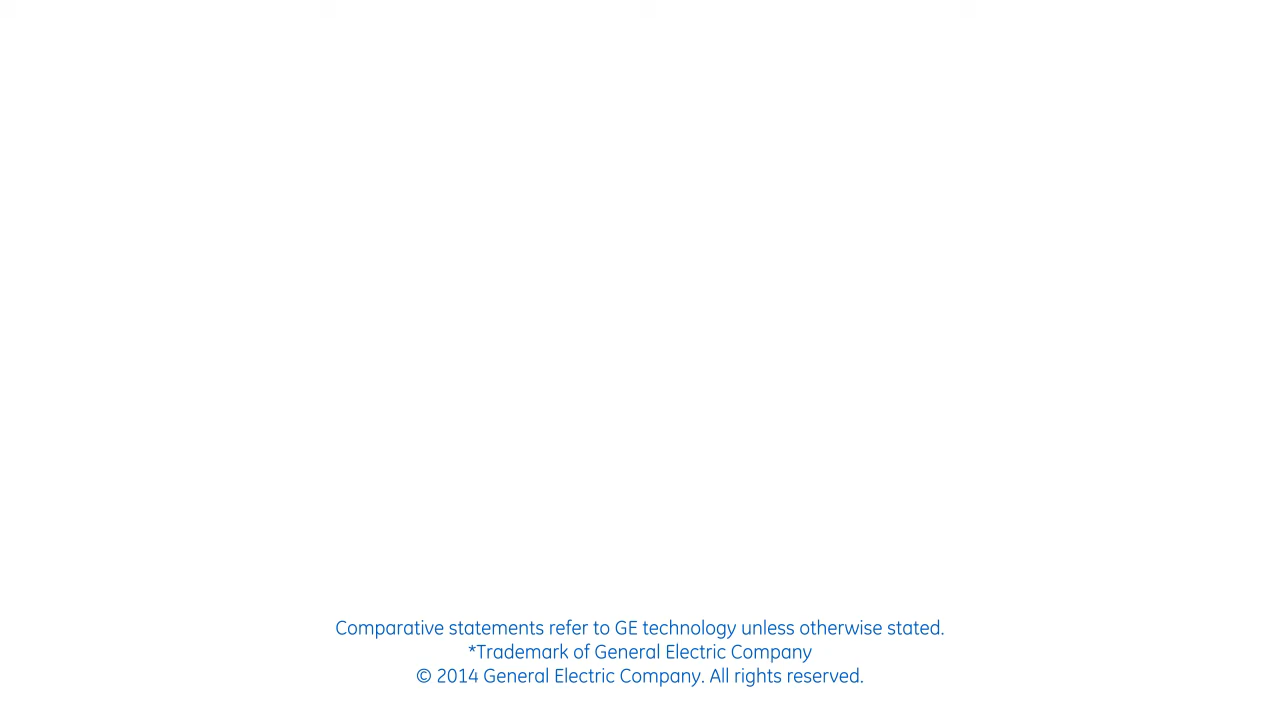 Comparative statements refer to GE technology unless otherwise stated.
*Trademark of General Electric Company
© 2014 General Electric Company. All rights reserved.